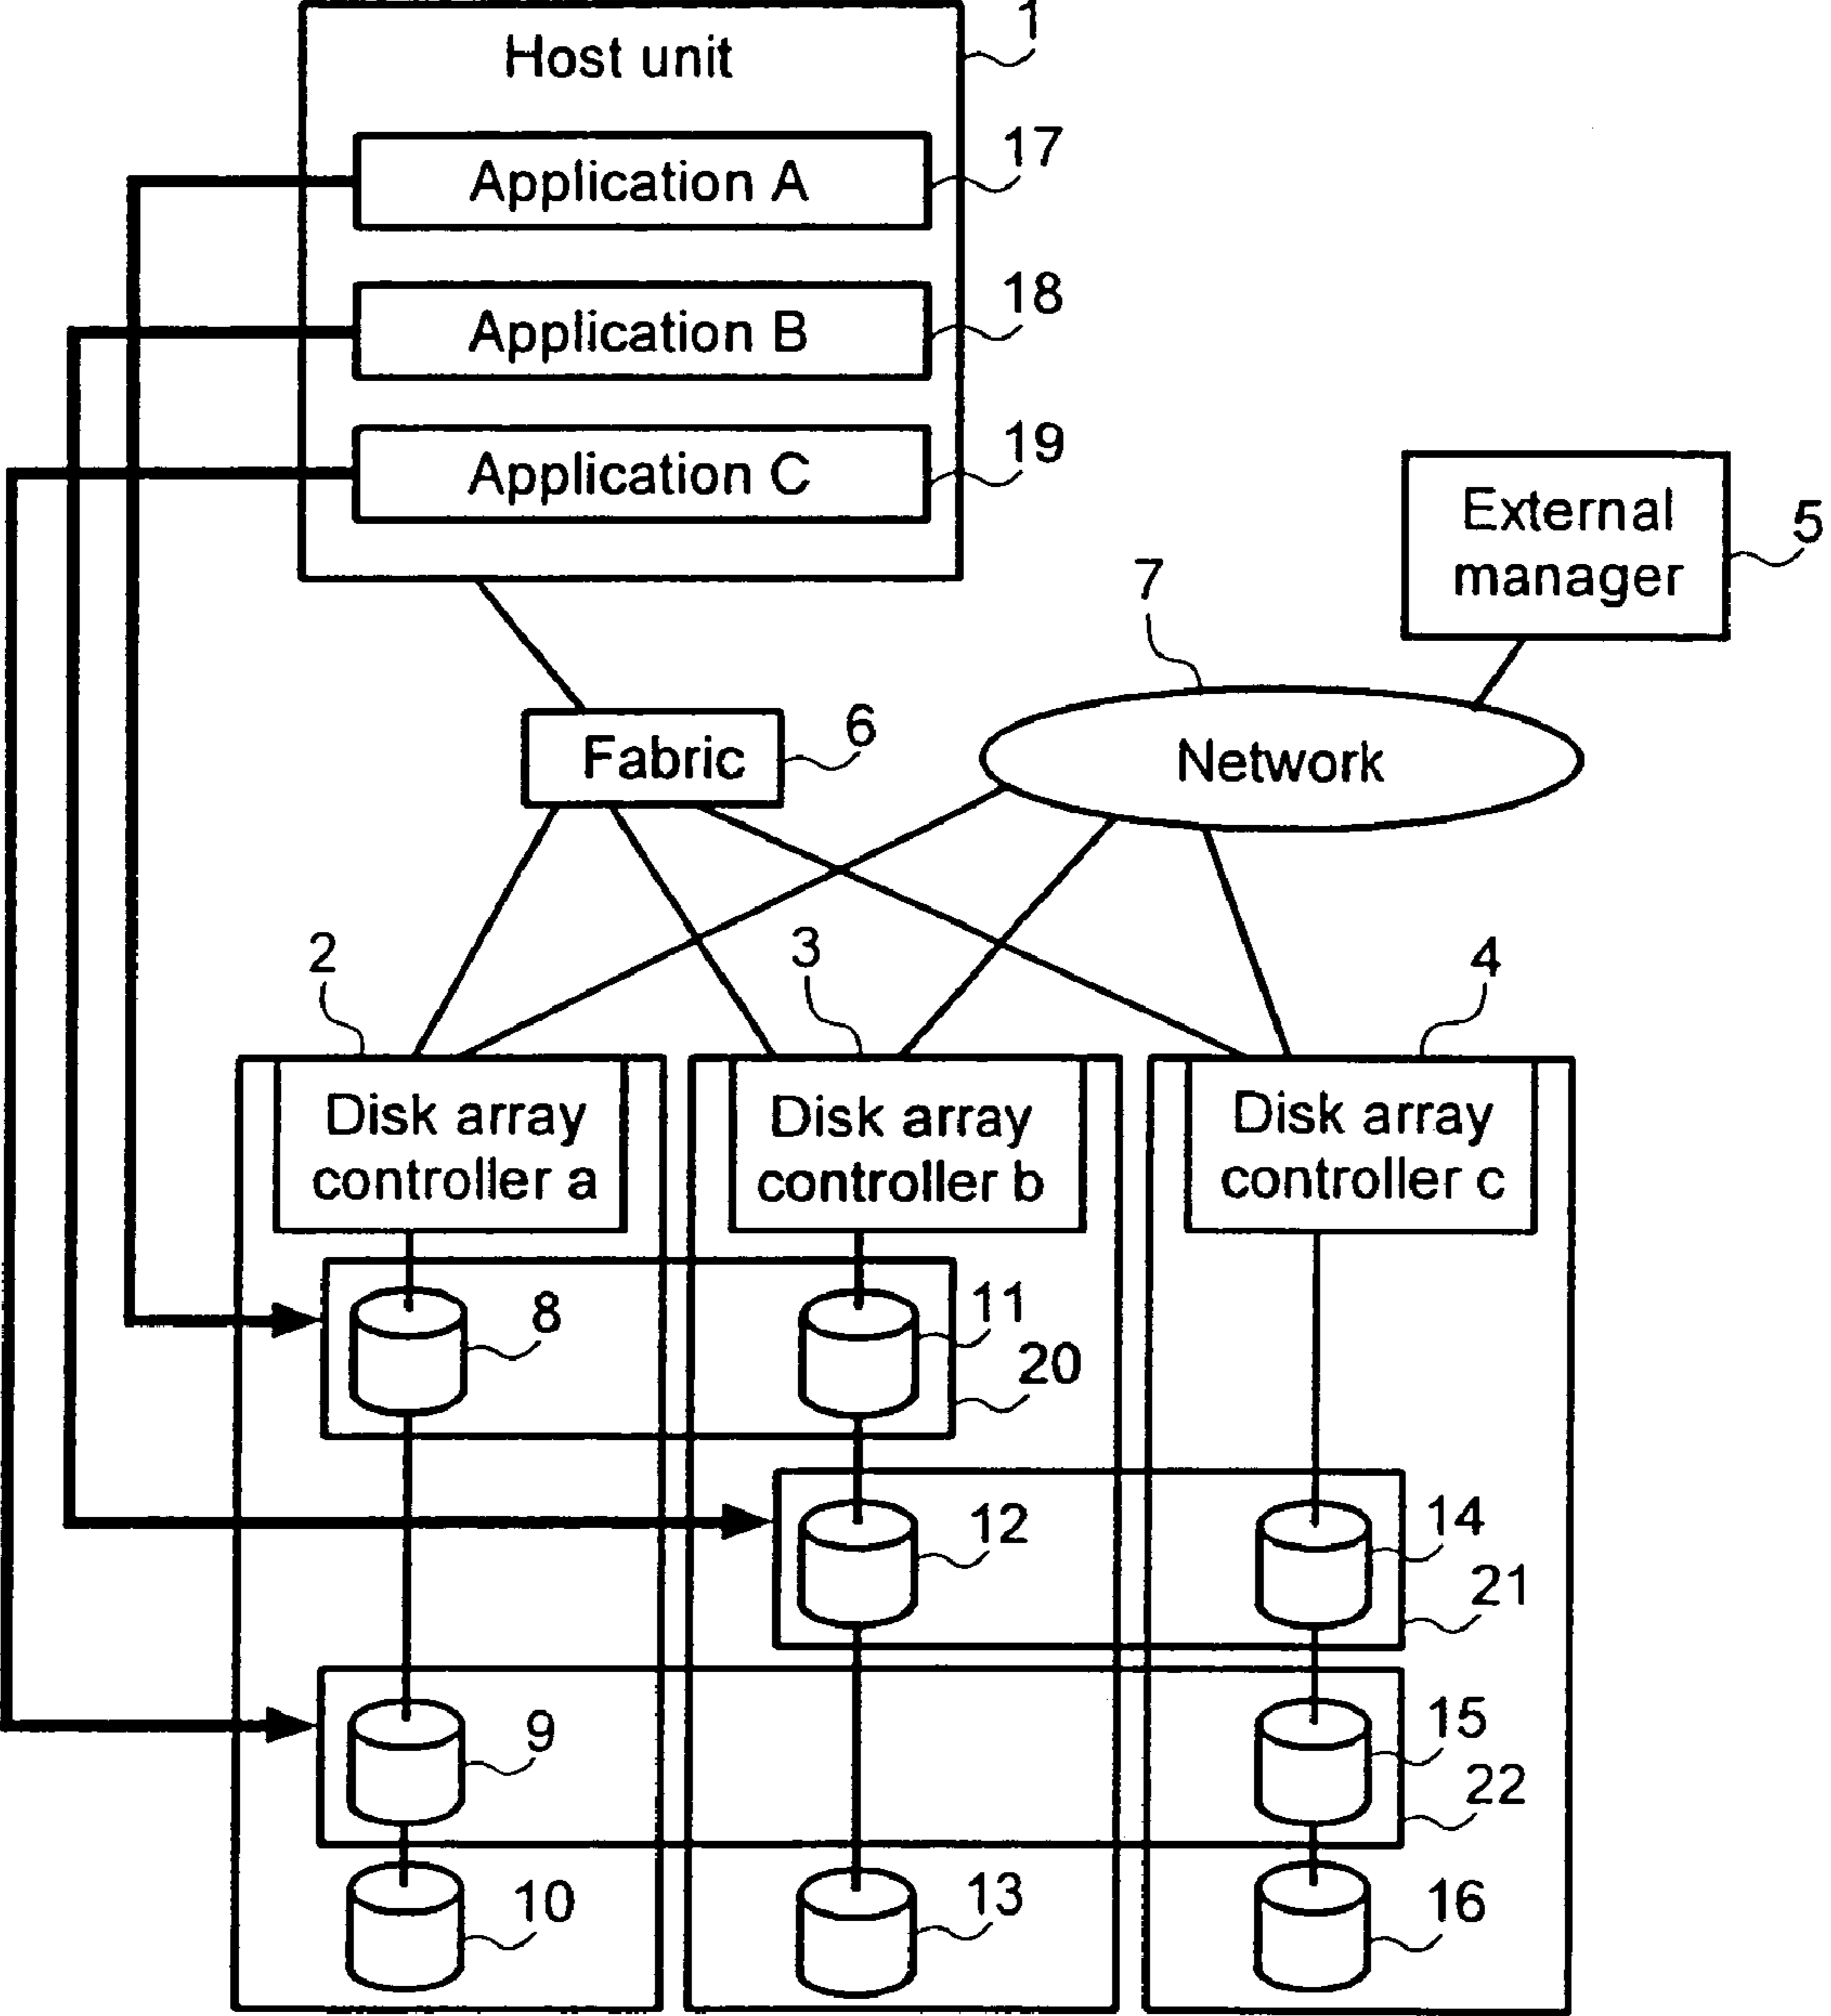 Host unit
1
Application A
17
Application B
18
Application C
19
External
manager
5
7
Fabric
6
Network
2
3
4
Disk array
controller a
Disk array
controller b
Disk array
controller c
8
11
20
12
14
21
9
15
22
10
13
16